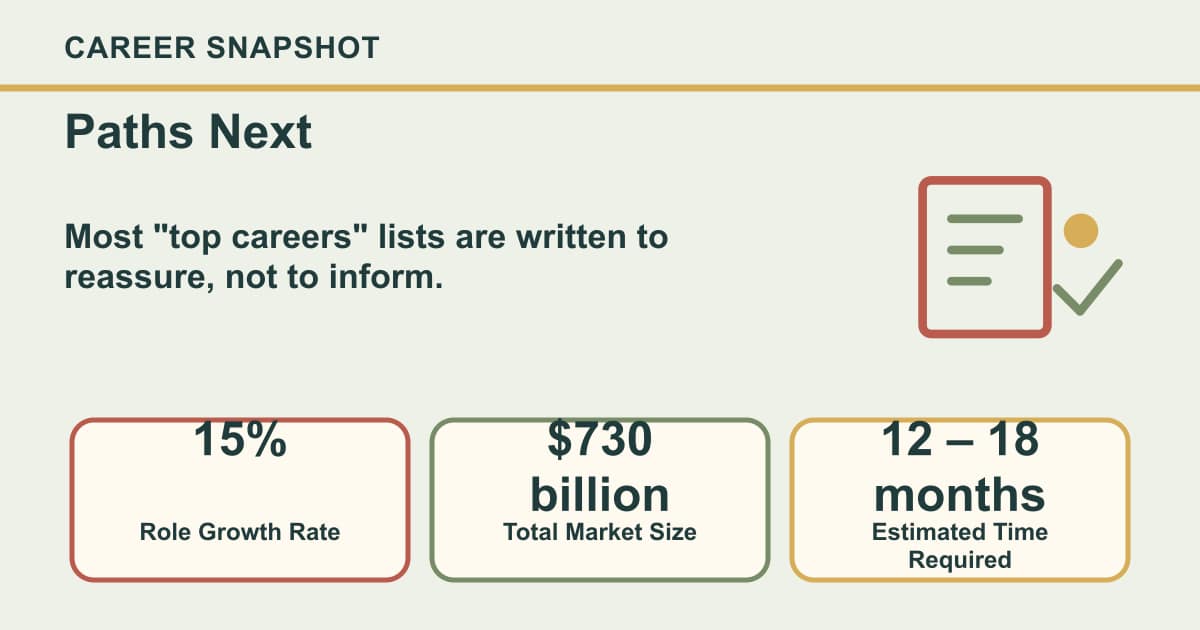 CAREER SNAPSHOT
Paths Next
Most "top careers" lists are written to
reassure, not to inform.
15%
Role Growth Rate
$730
billion
Total Market Size
12 – 18
months
Estimated Time
Required